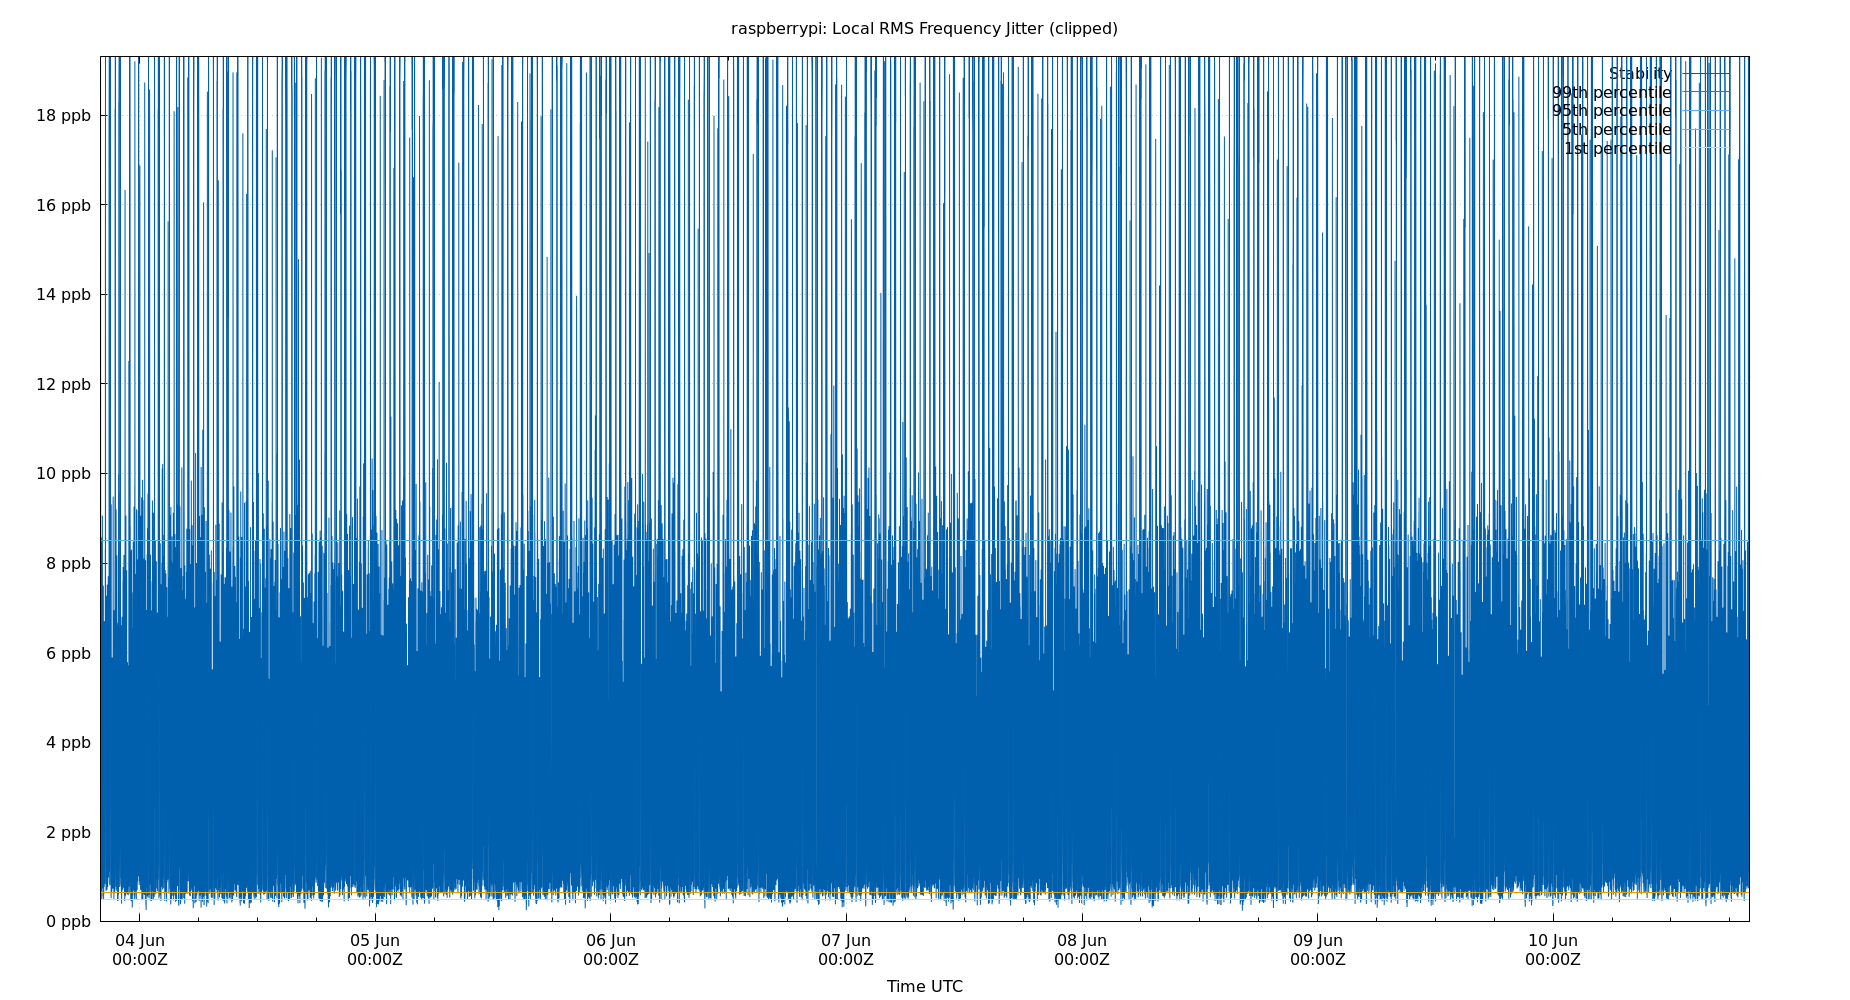 raspberrypi: Local RMS Frequency Jitter (clipped)
Stability
99th percentile
95th percentile
5th percentile
1st percentile
18 ppb
16 ppb
14 ppb
12 ppb
10 ppb
8 ppb
6 ppb
4 ppb
2 ppb
0 ppb
04 Jun 05 Jun 06 Jun 07 Jun 08 Jun 09 Jun 10 Jun
00:00Z 00:00Z 00:00Z 00:00Z 00:00Z 00:00Z 00:00Z
Time UTC